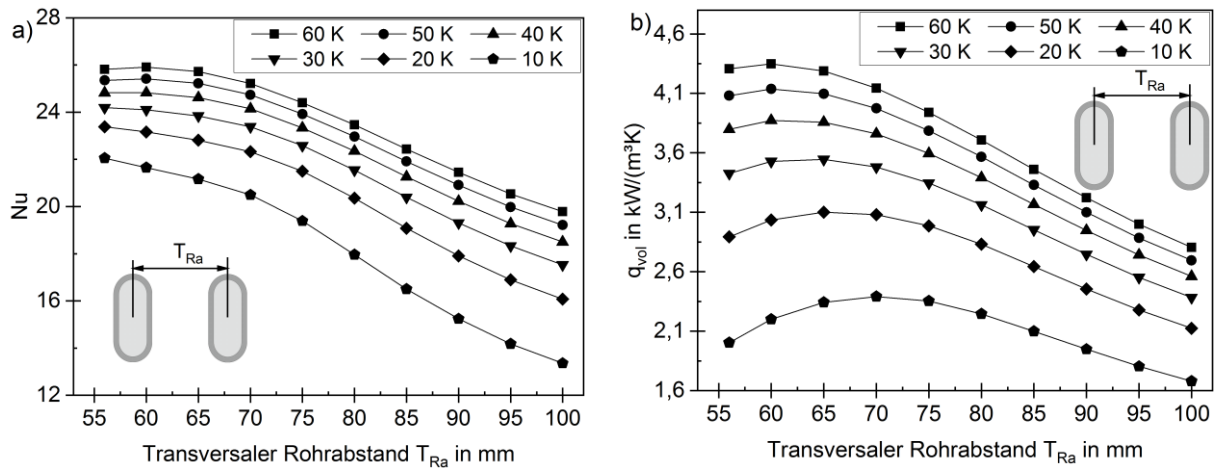 a)
28
24
20
16
12
Nu
60 K 50 K 40 K
30 K 20 K 10 K
T_Ra
55 60 65 70 75 80 85 90 95 100
Transversaler Rohrabstand T_Ra in mm
b)
4,6
4,1
3,6
3,1
2,6
2,1
1,6
q_vol in kW/(m³K)
60 K 50 K 40 K
30 K 20 K 10 K
T_Ra
55 60 65 70 75 80 85 90 95 100
Transversaler Rohrabstand T_Ra in mm